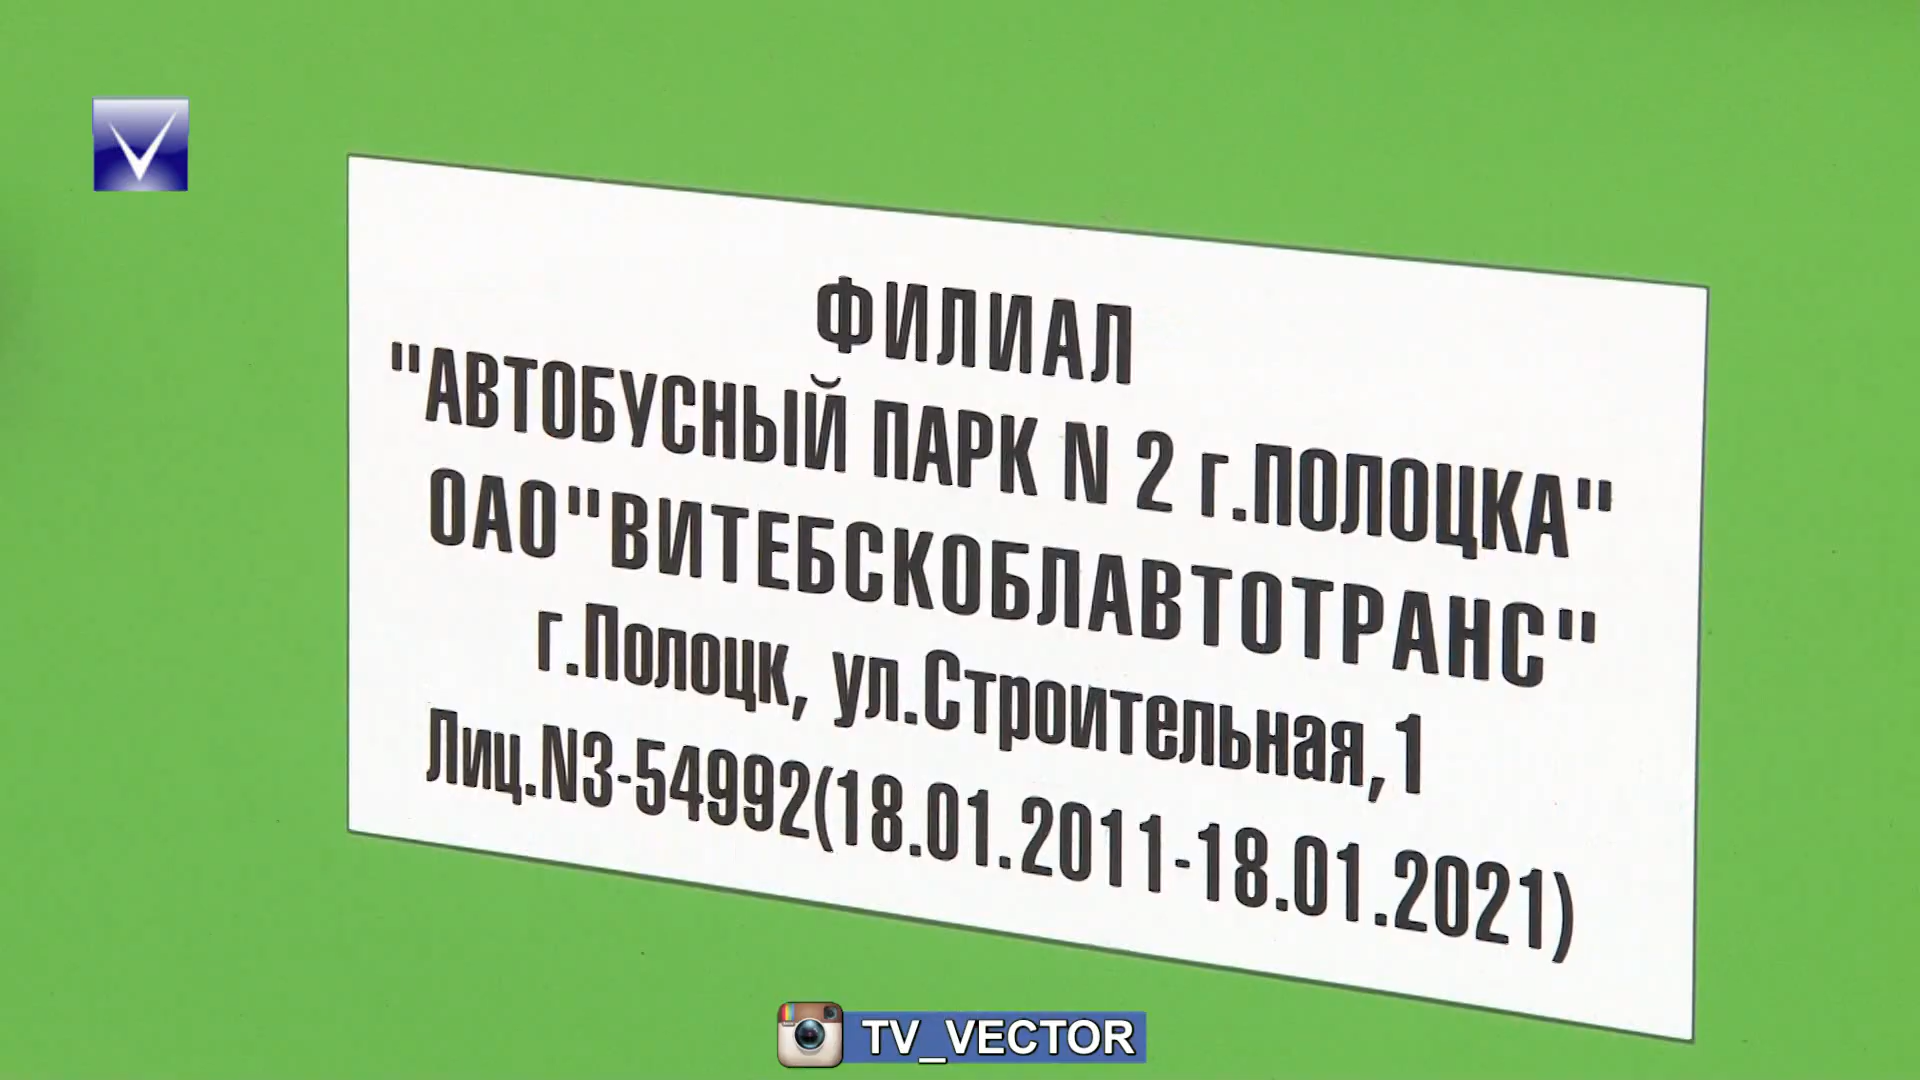 ФИЛИАЛ
"АВТОБУСНЫЙ ПАРК N 2 г.ПОЛОЦКА"
ОАО"ВИТЕБСКОБЛАВТОТРАНС"
г.Полоцк, ул.Строительная,1
Лиц.N3-54992(18.01.2011-18.01.2021)
TV_VECTOR